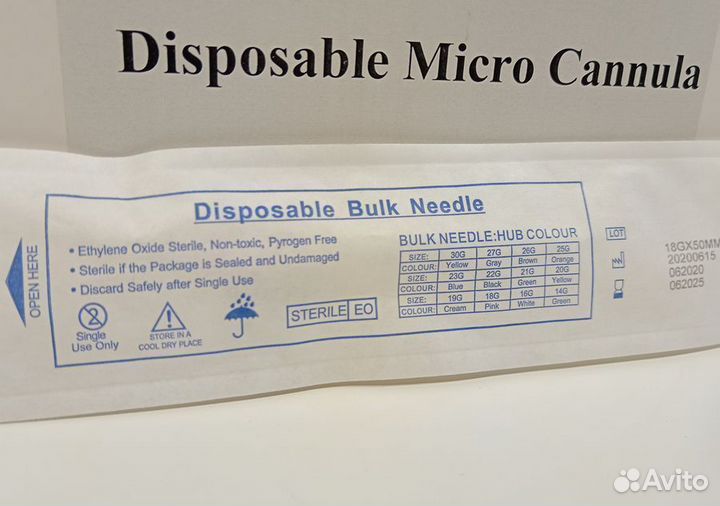 Disposable Micro Cannula
OPEN HERE
Disposable Bulk Needle
• Ethylene Oxide Sterile, Non-toxic, Pyrogen Free
• Sterile if the Package is Sealed and Undamaged
• Discard Safely after Single Use
2
Single
Use Only
STORE IN A
COOL DRY PLACE
STERILE EO
BULK NEEDLE:HUB COLOUR
SIZE: 30G 27G 26G 25G
COLOUR: Yellow Gray Brown Orange
SIZE: 23G 22G 21G 20G
COLOUR: Blue Black Green Yellow
SIZE: 19G 18G 16G 14G
COLOUR: Cream Pink White Green
LOT
18GX50MM
20200615
062020
062025
Avito